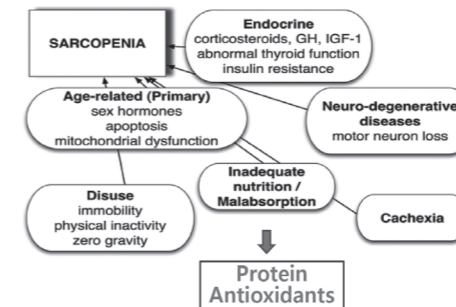 SARCOPENIA
Endocrine
corticosteroids, GH, IGF-1
abnormal thyroid function
insulin resistance
Age-related (Primary)
sex hormones
apoptosis
mitochondrial dysfunction
Neuro-degenerative
diseases
motor neuron loss
Inadequate
nutrition /
Malabsorption
Disuse
immobility
physical inactivity
zero gravity
Cachexia
Protein
Antioxidants